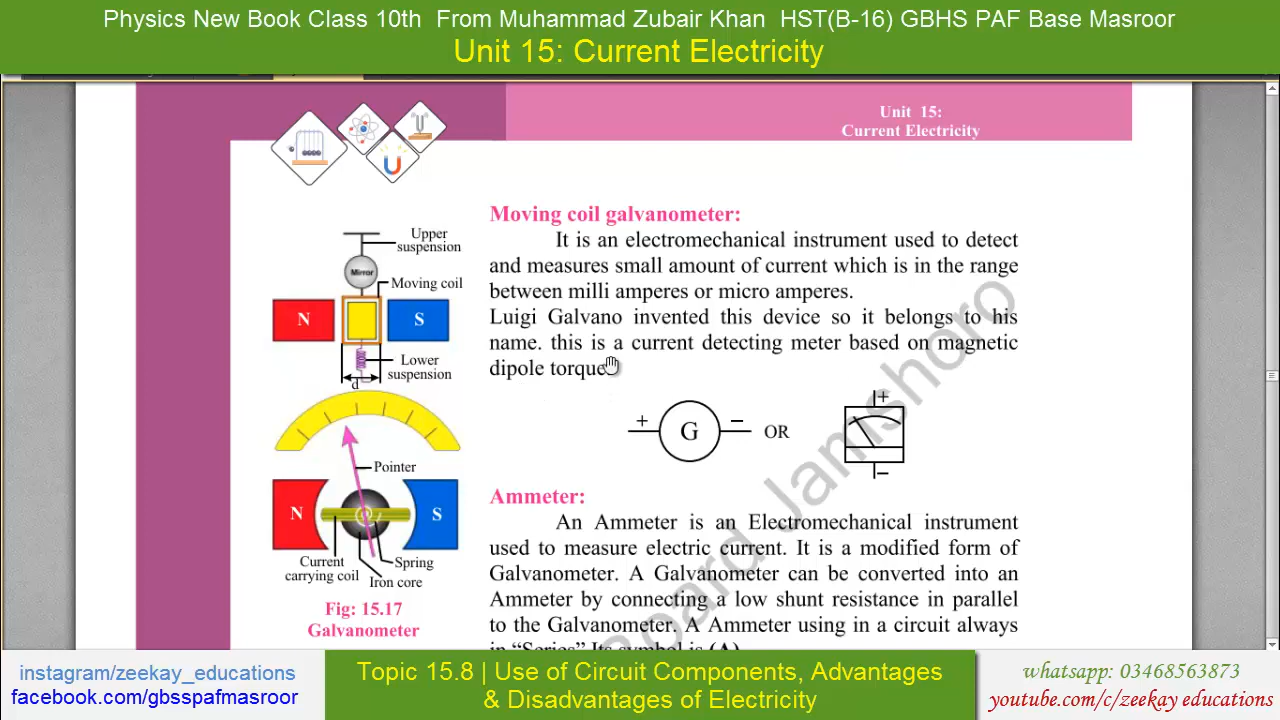 Physics New Book Class 10th From Muhammad Zubair Khan HST(B-16) GBHS PAF Base Masroor
Unit 15: Current Electricity
Unit 15:
Current Electricity
Upper
suspension
Mirror
Moving coil
N
S
Lower
suspension
d
Pointer
N
S
Current
carrying coil
Spring
Iron core
Fig: 15.17
Galvanometer
Moving coil galvanometer:
It is an electromechanical instrument used to detect
and measures small amount of current which is in the range
between milli amperes or micro amperes.
Luigi Galvano invented this device so it belongs to his
name. this is a current detecting meter based on magnetic
dipole torque
+ G − OR
+
−
Ammeter:
An Ammeter is an Electromechanical instrument
used to measure electric current. It is a modified form of
Galvanometer. A Galvanometer can be converted into an
Ammeter by connecting a low shunt resistance in parallel
to the Galvanometer. A Ammeter using in a circuit always
in “Series” Its symbol is (A)
Board Jamshoro
instagram/zeekay_educations
facebook.com/gbsspafmasroor
Topic 15.8 | Use of Circuit Components, Advantages
& Disadvantages of Electricity
whatsapp: 03468563873
youtube.com/c/zeekay educations